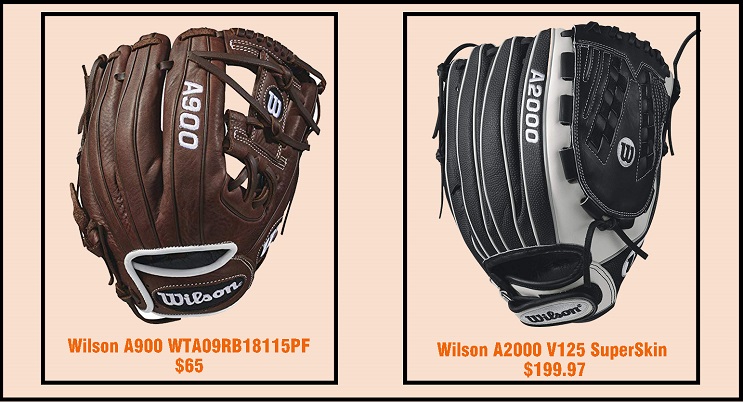 A900
W
Wilson
Wilson A900 WTA09RB18115PF
$65
A2000
W
Wilson
Wilson A2000 V125 SuperSkin
$199.97